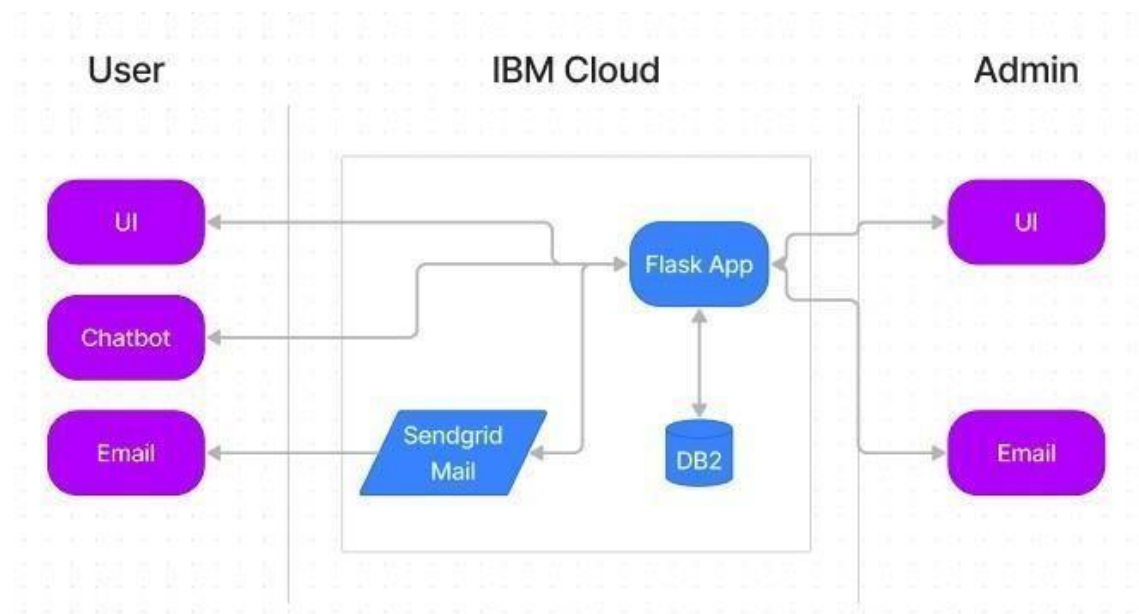 User
IBM Cloud
Admin
UI
Chatbot
Email
Flask App
Sendgrid
Mail
DB2
UI
Email